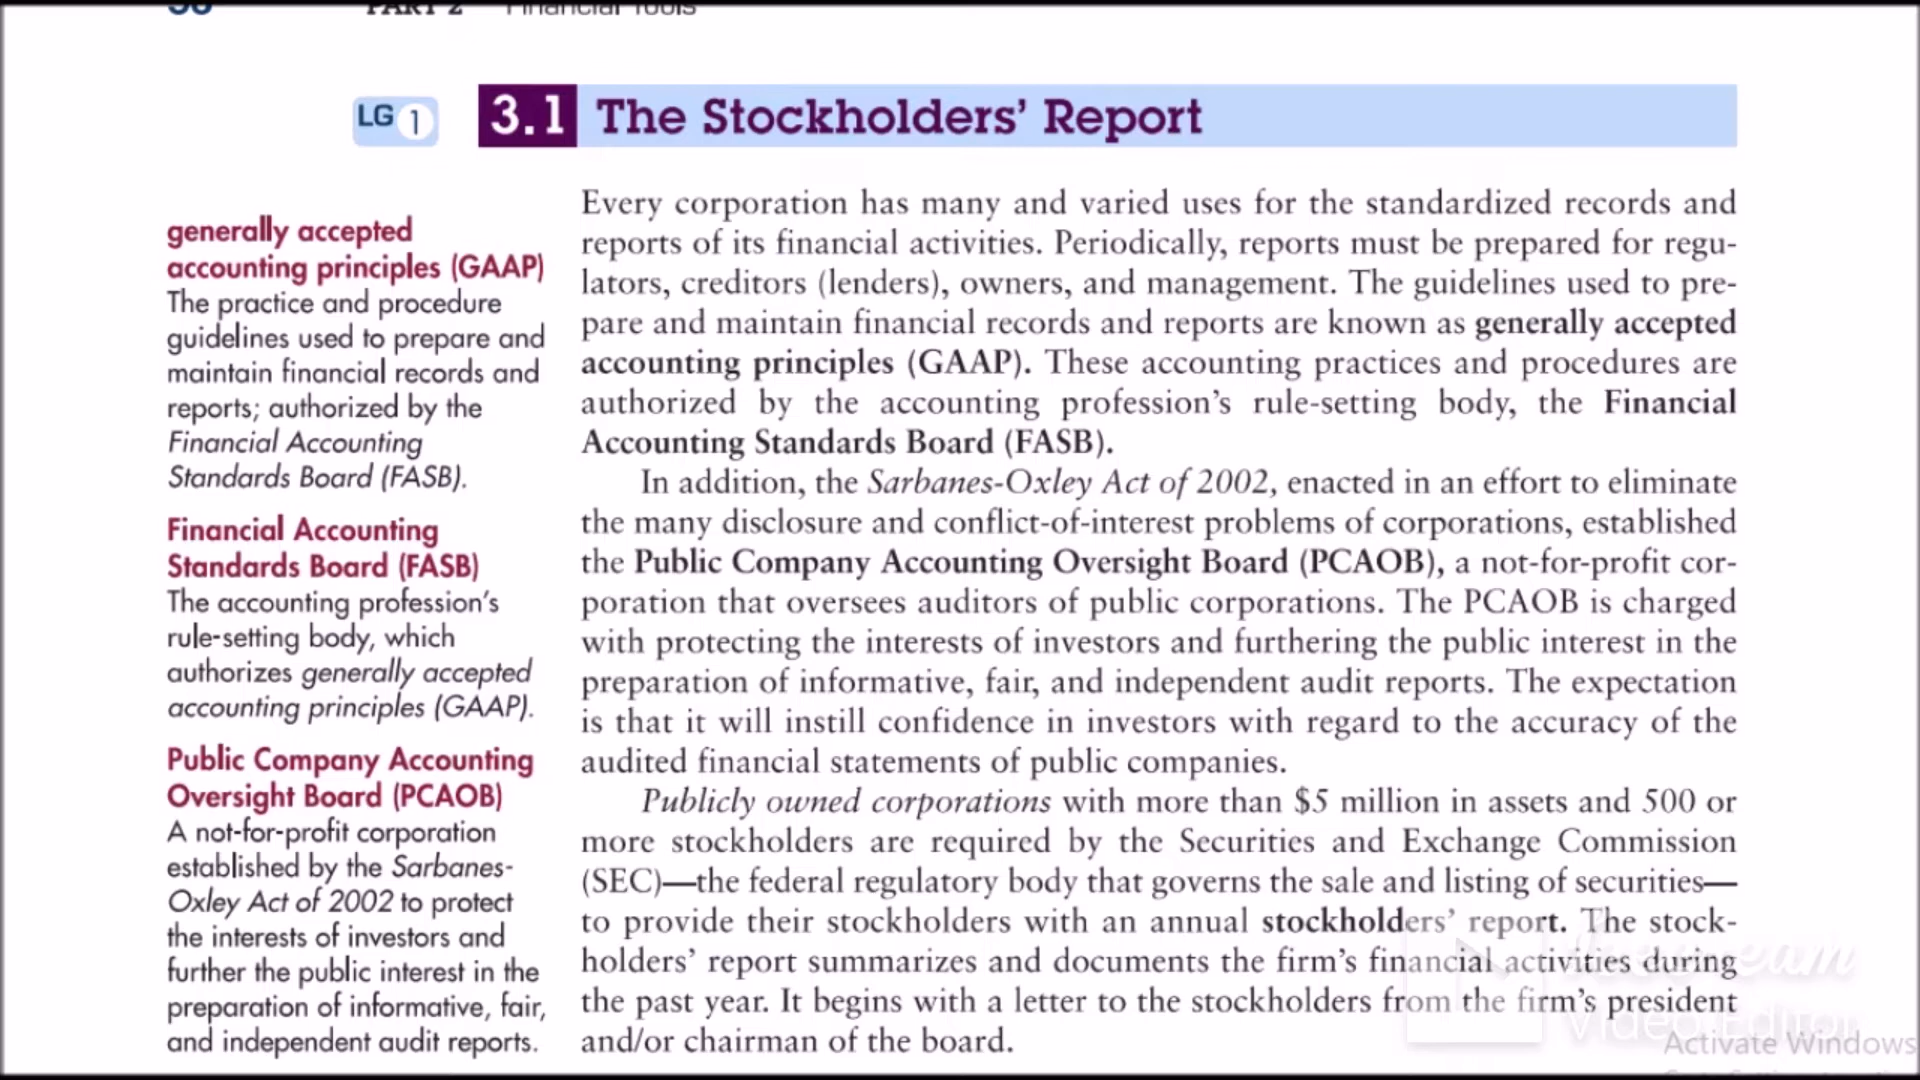 PART 2 Financial Tools
LG 1
3.1 The Stockholders' Report
generally accepted
accounting principles (GAAP)
The practice and procedure
guidelines used to prepare and
maintain financial records and
reports; authorized by the
Financial Accounting
Standards Board (FASB).
Financial Accounting
Standards Board (FASB)
The accounting profession's
rule-setting body, which
authorizes generally accepted
accounting principles (GAAP).
Public Company Accounting
Oversight Board (PCAOB)
A not-for-profit corporation
established by the Sarbanes-
Oxley Act of 2002 to protect
the interests of investors and
further the public interest in the
preparation of informative, fair,
and independent audit reports.
Every corporation has many and varied uses for the standardized records and
reports of its financial activities. Periodically, reports must be prepared for regu-
lators, creditors (lenders), owners, and management. The guidelines used to pre-
pare and maintain financial records and reports are known as generally accepted
accounting principles (GAAP). These accounting practices and procedures are
authorized by the accounting profession's rule-setting body, the Financial
Accounting Standards Board (FASB).
In addition, the Sarbanes-Oxley Act of 2002, enacted in an effort to eliminate
the many disclosure and conflict-of-interest problems of corporations, established
the Public Company Accounting Oversight Board (PCAOB), a not-for-profit cor-
poration that oversees auditors of public corporations. The PCAOB is charged
with protecting the interests of investors and furthering the public interest in the
preparation of informative, fair, and independent audit reports. The expectation
is that it will instill confidence in investors with regard to the accuracy of the
audited financial statements of public companies.
Publicly owned corporations with more than $5 million in assets and 500 or
more stockholders are required by the Securities and Exchange Commission
(SEC)—the federal regulatory body that governs the sale and listing of securities—
to provide their stockholders with an annual stockholders' report. The stock-
holders' report summarizes and documents the firm's financial activities during
the past year. It begins with a letter to the stockholders from the firm's president
and/or chairman of the board.
Video Editor
Activate Windows